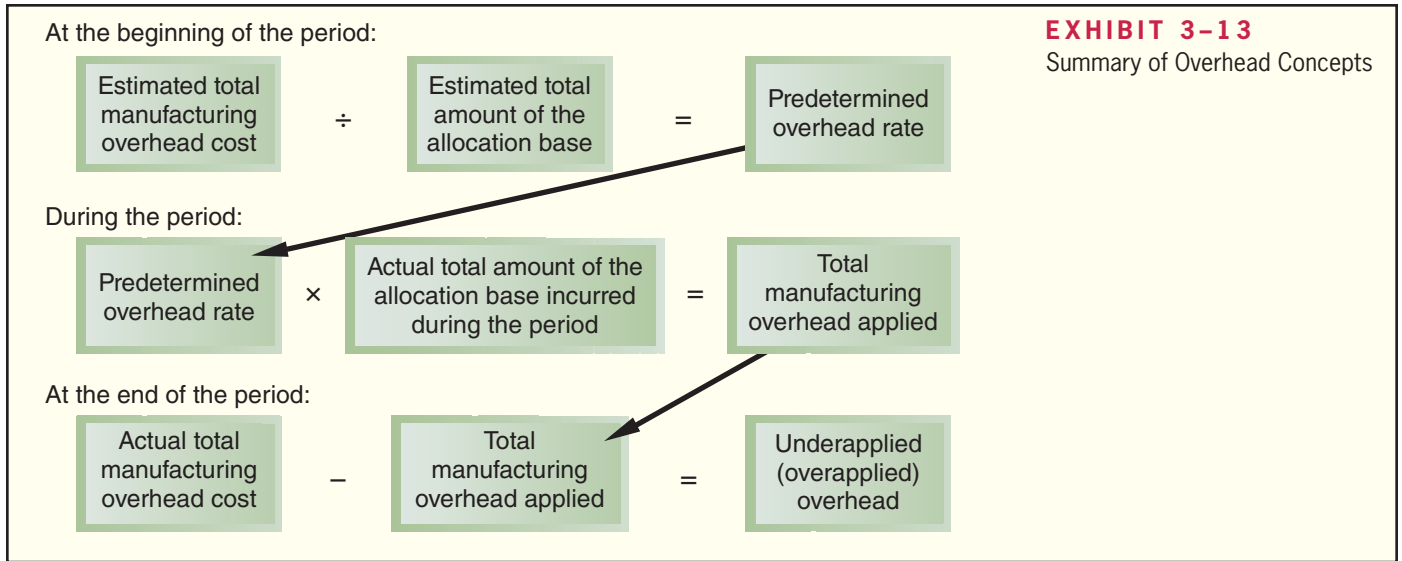 At the beginning of the period:
EXHIBIT 3–13
Summary of Overhead Concepts
Estimated total
manufacturing
overhead cost
÷
Estimated total
amount of the
allocation base
=
Predetermined
overhead rate
During the period:
Predetermined
overhead rate
×
Actual total amount of the
allocation base incurred
during the period
=
Total
manufacturing
overhead applied
At the end of the period:
Actual total
manufacturing
overhead cost
–
Total
manufacturing
overhead applied
=
Underapplied
(overapplied)
overhead